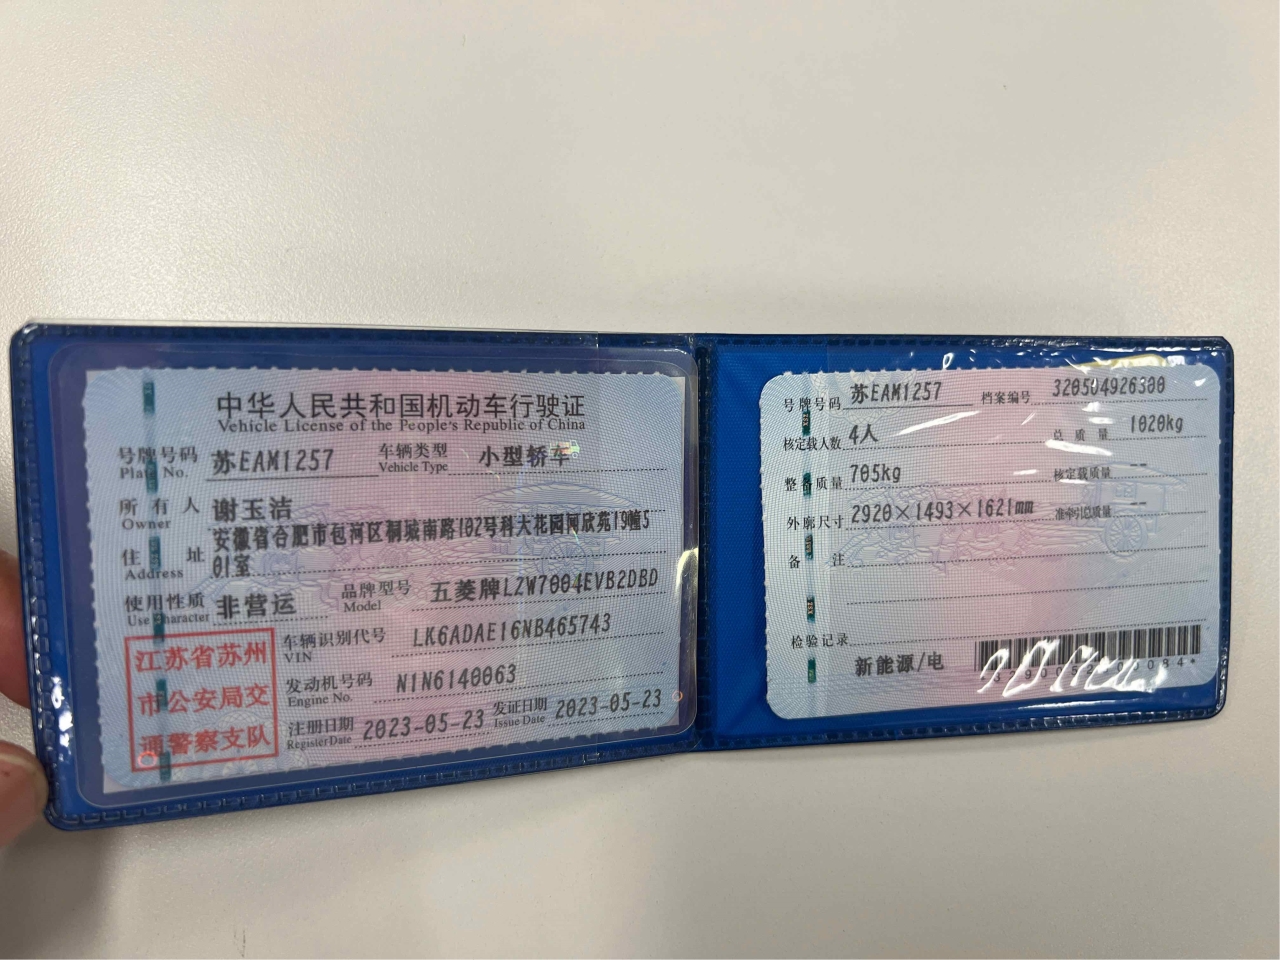 中华人民共和国机动车行驶证
Vehicle License of the People's Republic of China
号牌号码 苏EAM1257 车辆类型 小型轿车
Plate No. Vehicle Type
所有人 谢玉洁
Owner
安徽省合肥市包河区桐城南路102号科大花园河欣苑19幢5
住址 01室
Address
使用性质 非营运 品牌型号 五菱牌LZW7004EVB2DBD
Use Character Model
车辆识别代号 LK6ADAE16NB465743
VIN
江苏省苏州
市公安局交
通警察支队
发动机号码 N1N6140063
Engine No
注册日期 2023-05-23 发证日期 2023-05-23
Register Date Issue Date
号牌号码 苏EAM1257 档案编号 320504926300
核定载人数 4人 总质量 1020kg
整备质量 705kg 核定载质量 --
外廓尺寸 2920×1493×1621mm 准牵引总质量 --
备注
检验记录
新能源/电